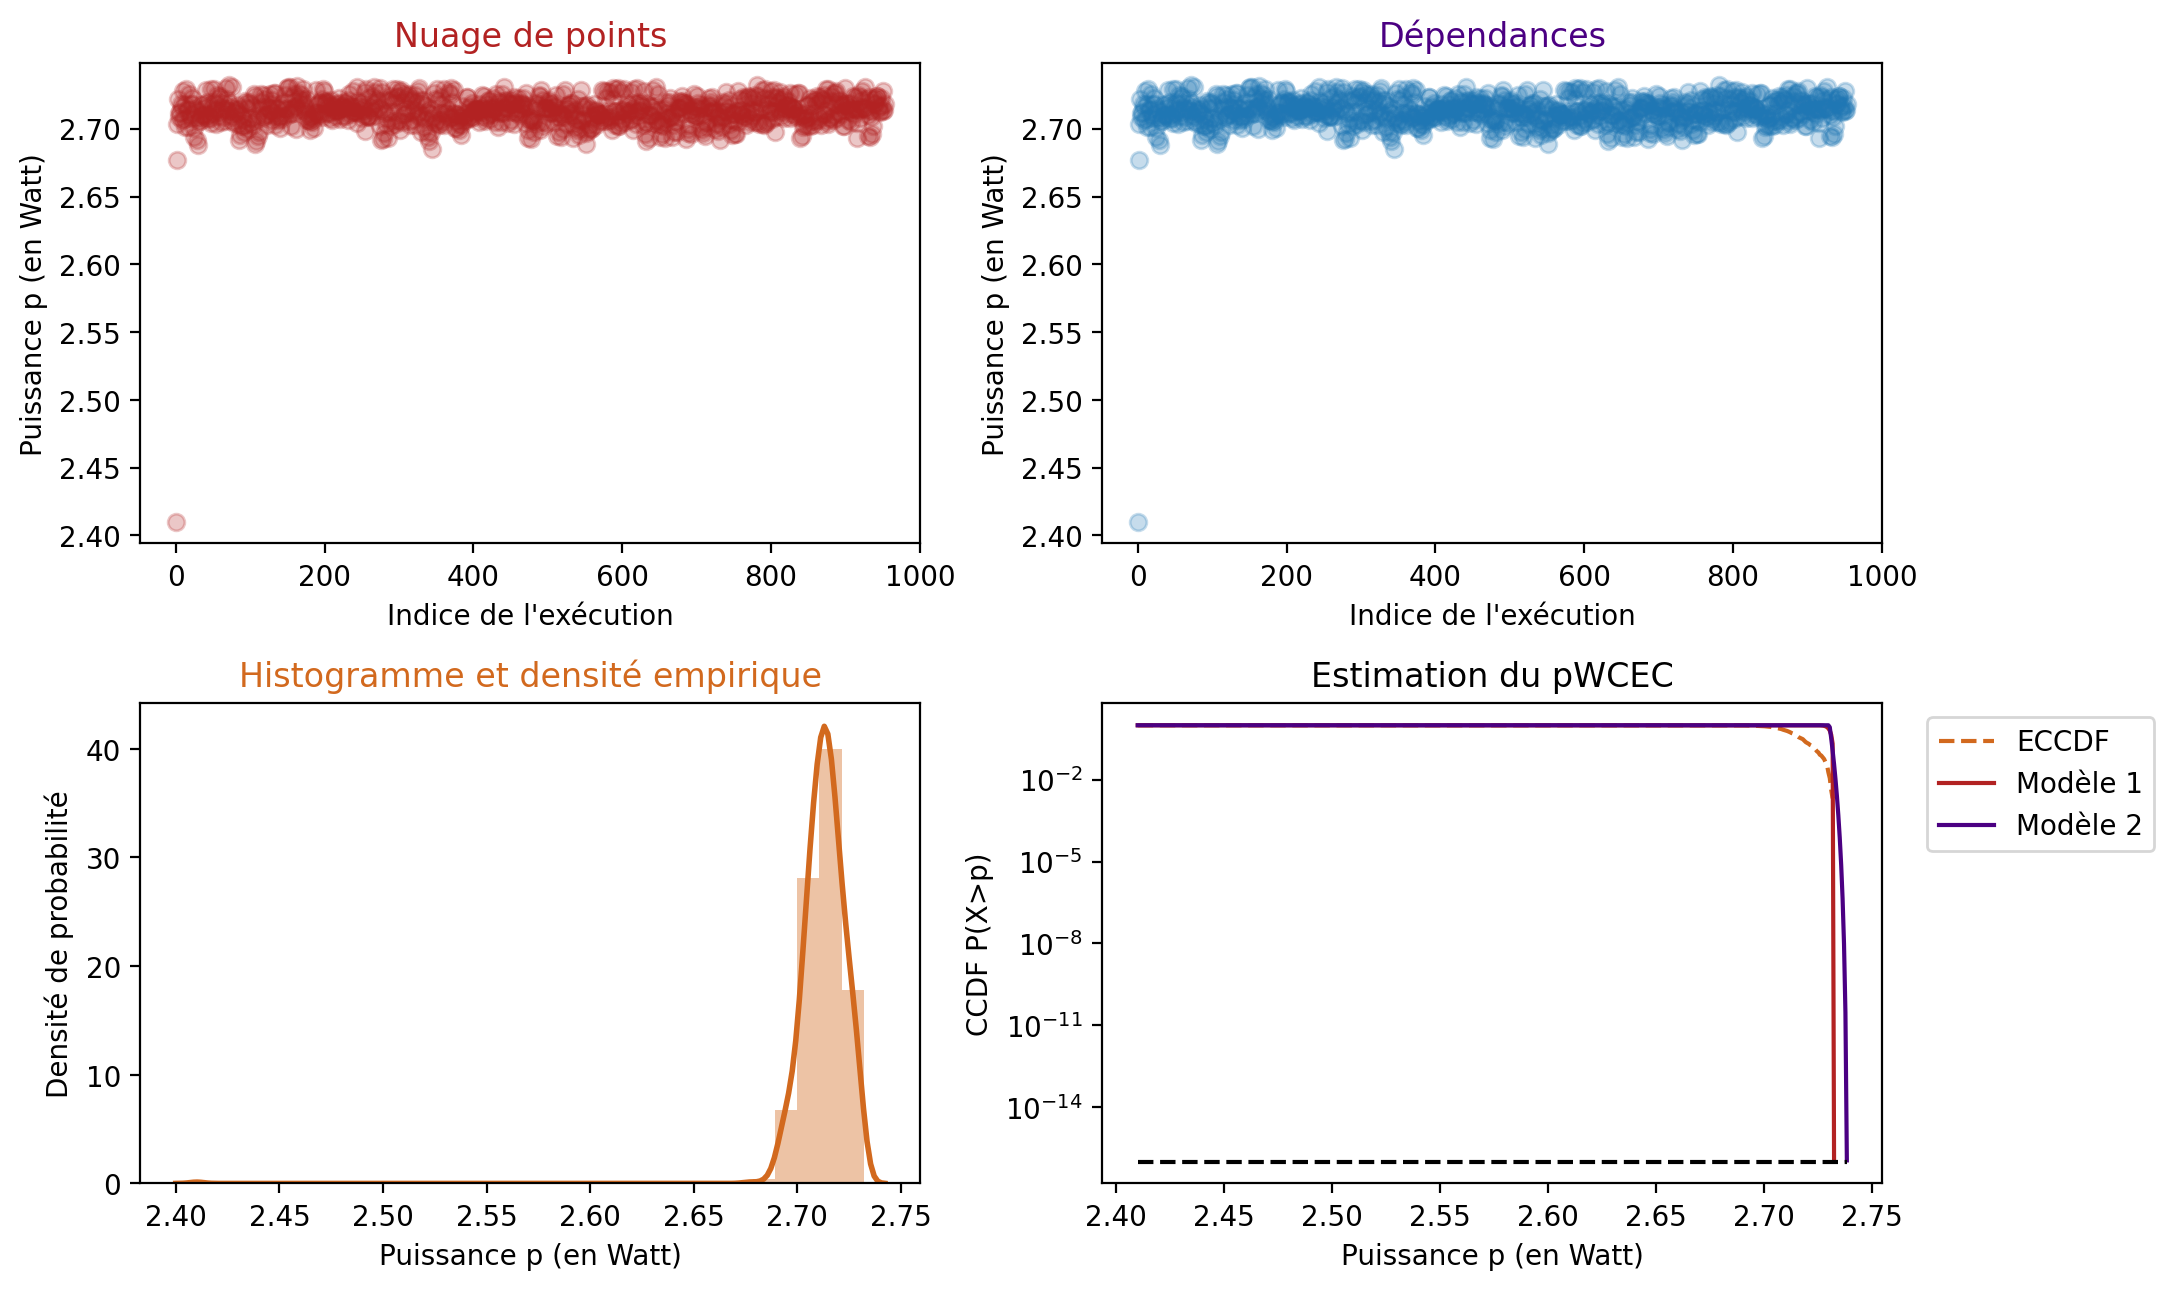 Nuage de points
Puissance p (en Watt)
2.70
2.65
2.60
2.55
2.50
2.45
2.40
0 200 400 600 800 1000
Indice de l'exécution
Dépendances
Puissance p (en Watt)
2.70
2.65
2.60
2.55
2.50
2.45
2.40
0 200 400 600 800 1000
Indice de l'exécution
Histogramme et densité empirique
Densité de probabilité
40
30
20
10
0
2.40 2.45 2.50 2.55 2.60 2.65 2.70 2.75
Puissance p (en Watt)
Estimation du pWCEC
CCDF P(X>p)
10⁻²
10⁻⁵
10⁻⁸
10⁻¹¹
10⁻¹⁴
2.40 2.45 2.50 2.55 2.60 2.65 2.70 2.75
Puissance p (en Watt)
ECCDF
Modèle 1
Modèle 2